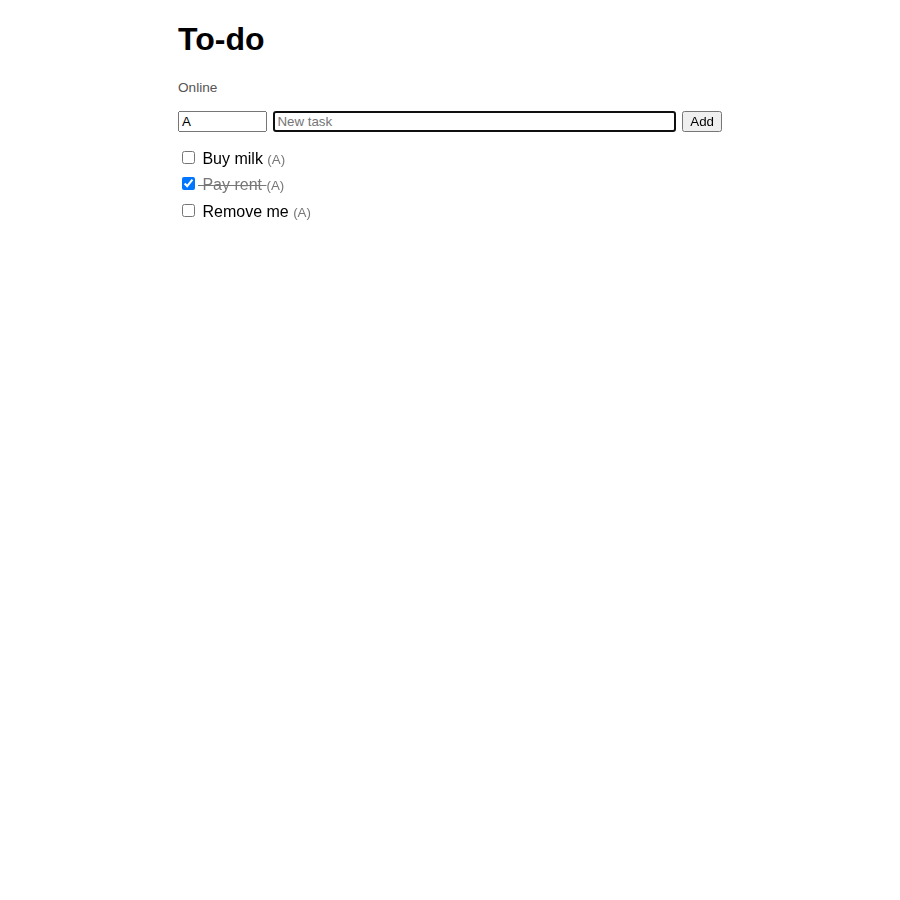 To-do
Online
A New task Add
Buy milk (A)
Pay rent (A)
Remove me (A)